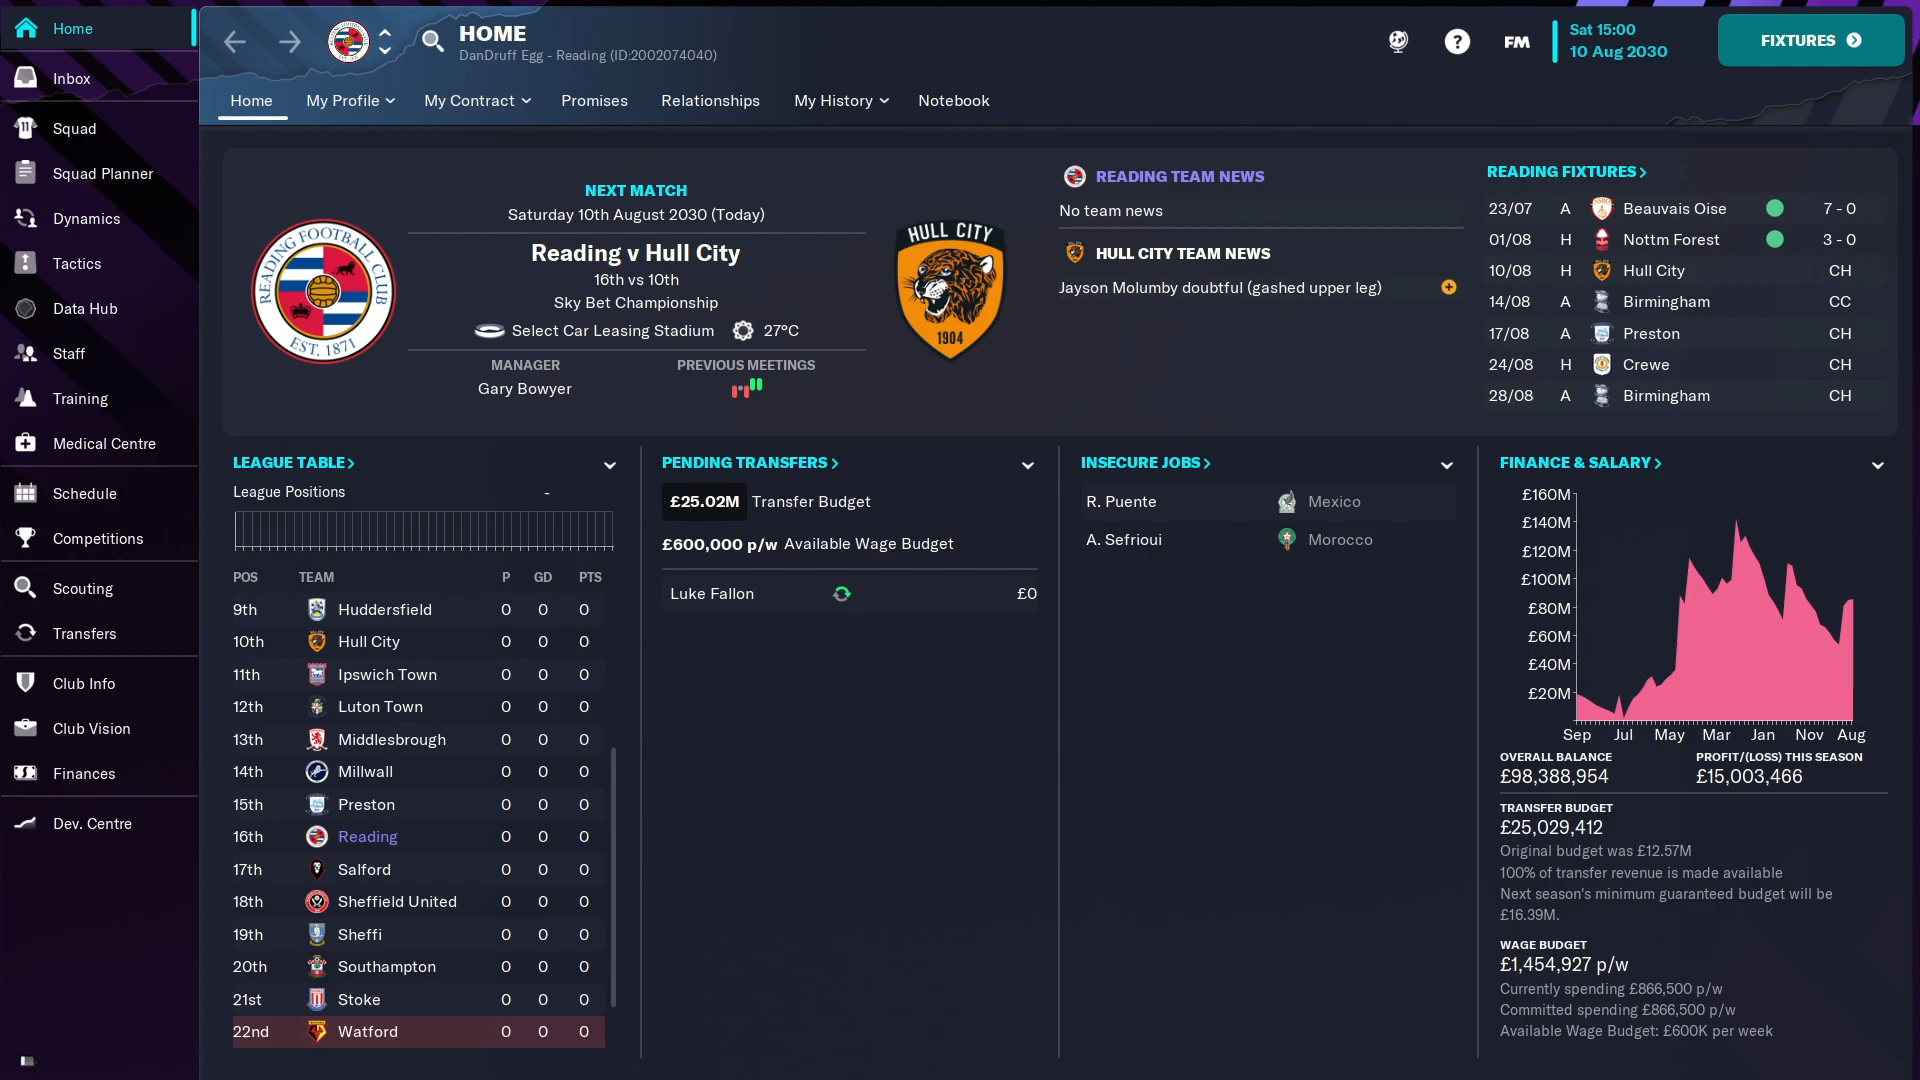 Home
Inbox
Squad
Squad Planner
Dynamics
Tactics
Data Hub
Staff
Training
Medical Centre
Schedule
Competitions
Scouting
Transfers
Club Info
Club Vision
Finances
Dev. Centre
HOME
DanDruff Egg - Reading (ID:2002074040)
? FM
Sat 15:00
10 Aug 2030
FIXTURES
Home My Profile My Contract Promises Relationships My History Notebook
READING FOOTBALL CLUB
EST. 1871
NEXT MATCH
Saturday 10th August 2030 (Today)
Reading v Hull City
16th vs 10th
Sky Bet Championship
Select Car Leasing Stadium 27°C
MANAGER PREVIOUS MEETINGS
Gary Bowyer
HULL CITY
1904
READING TEAM NEWS
No team news
HULL CITY TEAM NEWS
Jayson Molumby doubtful (gashed upper leg)
READING FIXTURES
23/07 A Beauvais Oise 7 - 0
01/08 H Nottm Forest 3 - 0
10/08 H Hull City CH
14/08 A Birmingham CC
17/08 A Preston CH
24/08 H Crewe CH
28/08 A Birmingham CH
LEAGUE TABLE
League Positions -
POS TEAM P GD PTS
9th Huddersfield 0 0 0
10th Hull City 0 0 0
11th Ipswich Town 0 0 0
12th Luton Town 0 0 0
13th Middlesbrough 0 0 0
14th Millwall 0 0 0
15th Preston 0 0 0
16th Reading 0 0 0
17th Salford 0 0 0
18th Sheffield United 0 0 0
19th Sheffi 0 0 0
20th Southampton 0 0 0
21st Stoke 0 0 0
22nd Watford 0 0 0
PENDING TRANSFERS
£25.02M Transfer Budget
£600,000 p/w Available Wage Budget
Luke Fallon £0
INSECURE JOBS
R. Puente Mexico
A. Sefrioui Morocco
FINANCE & SALARY
£160M
£140M
£120M
£100M
£80M
£60M
£40M
£20M
Sep Jul May Mar Jan Nov Aug
OVERALL BALANCE PROFIT/(LOSS) THIS SEASON
£98,388,954 £15,003,466
TRANSFER BUDGET
£25,029,412
Original budget was £12.57M
100% of transfer revenue is made available
Next season's minimum guaranteed budget will be
£16.39M.
WAGE BUDGET
£1,454,927 p/w
Currently spending £866,500 p/w
Committed spending £866,500 p/w
Available Wage Budget: £600K per week